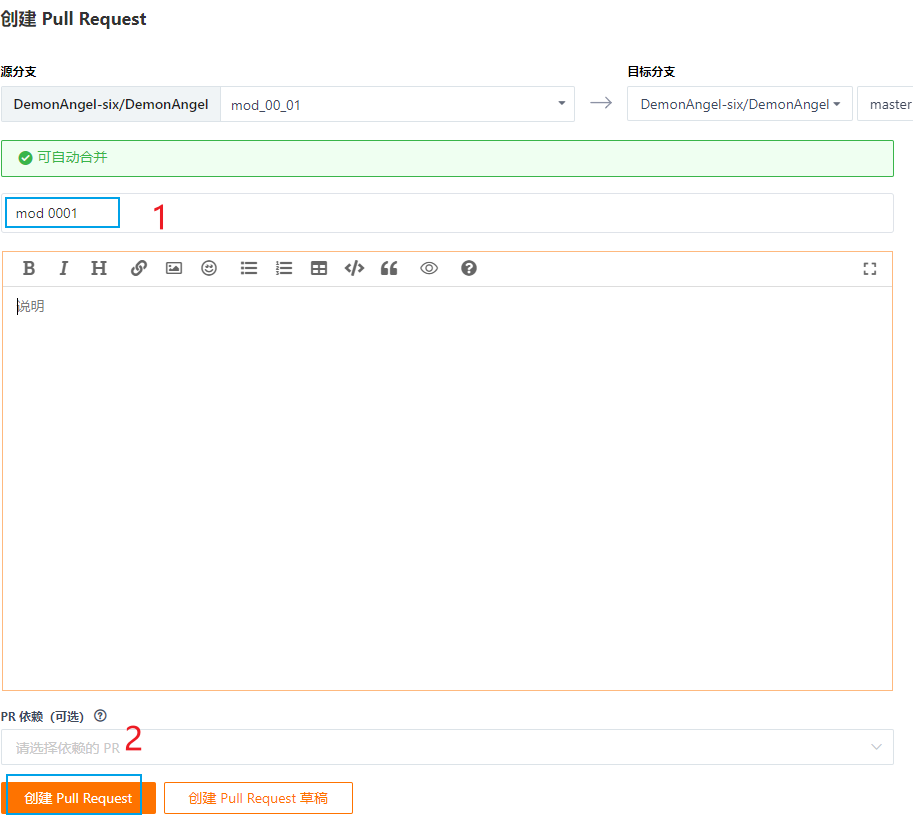 创建 Pull Request
源分支
目标分支
DemonAngel-six/DemonAngel
mod_00_01
DemonAngel-six/DemonAngel
master
可自动合并
mod 0001
1
B I H
说明
PR 依赖（可选）
请选择依赖的 PR
2
创建 Pull Request
创建 Pull Request 草稿